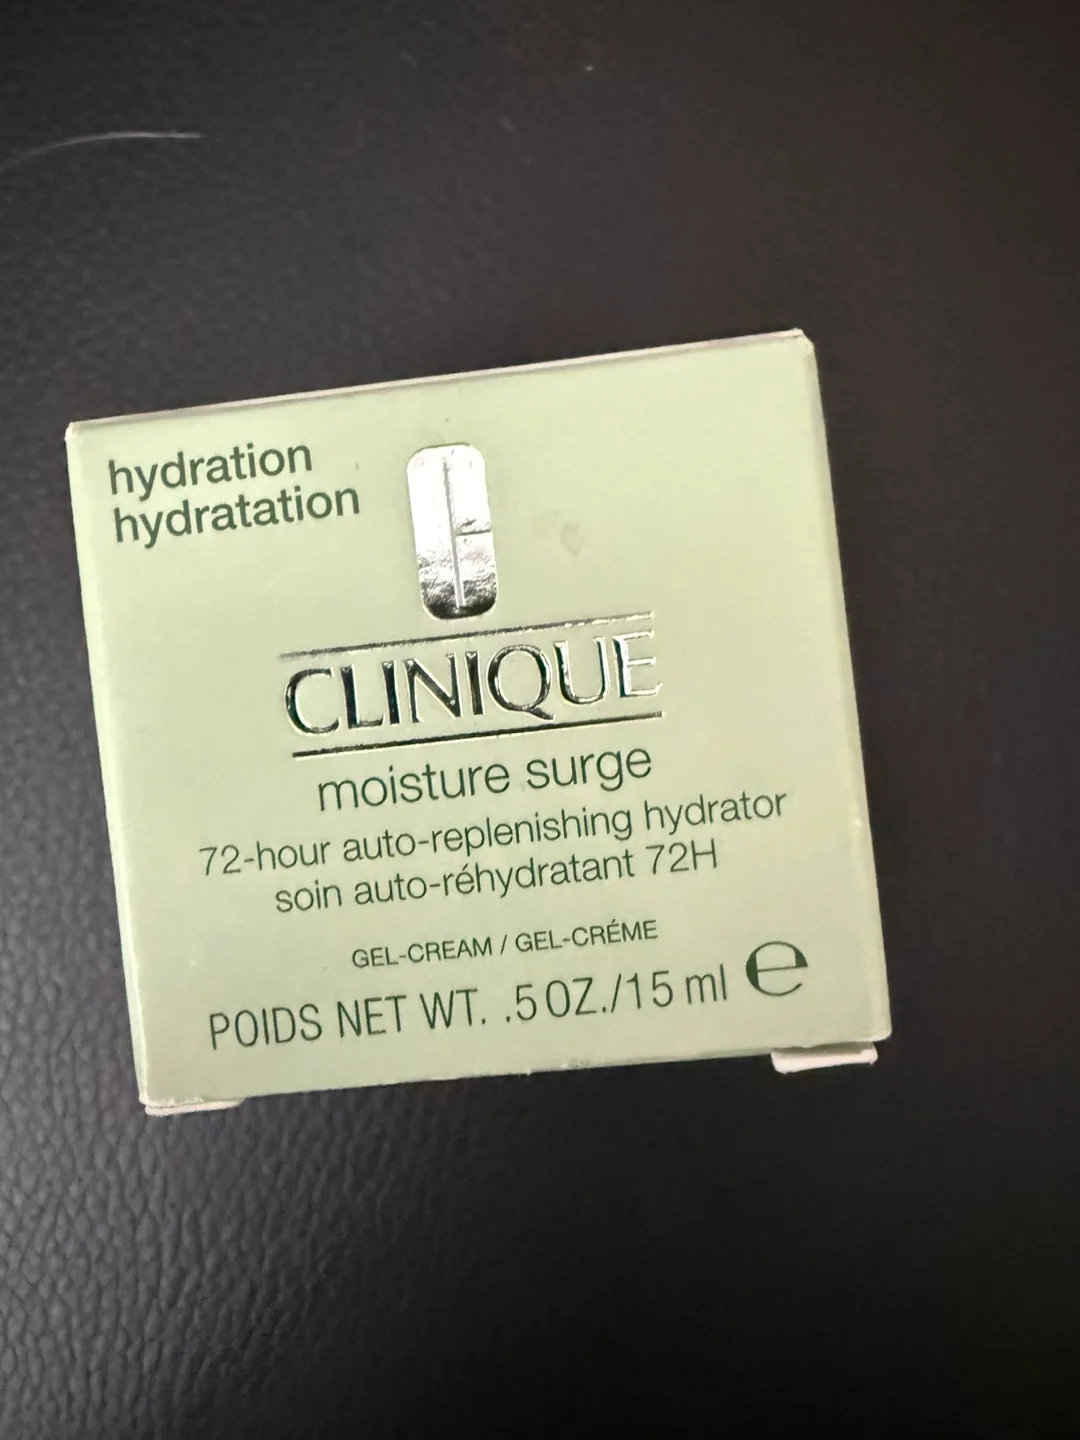 hydration
hydratation
CLINIQUE
moisture surge
72-hour auto-replenishing hydrator
soin auto-réhydratant 72H
GEL-CREAM / GEL-CRÉME
POIDS NET WT. .5 OZ./15 ml ℮